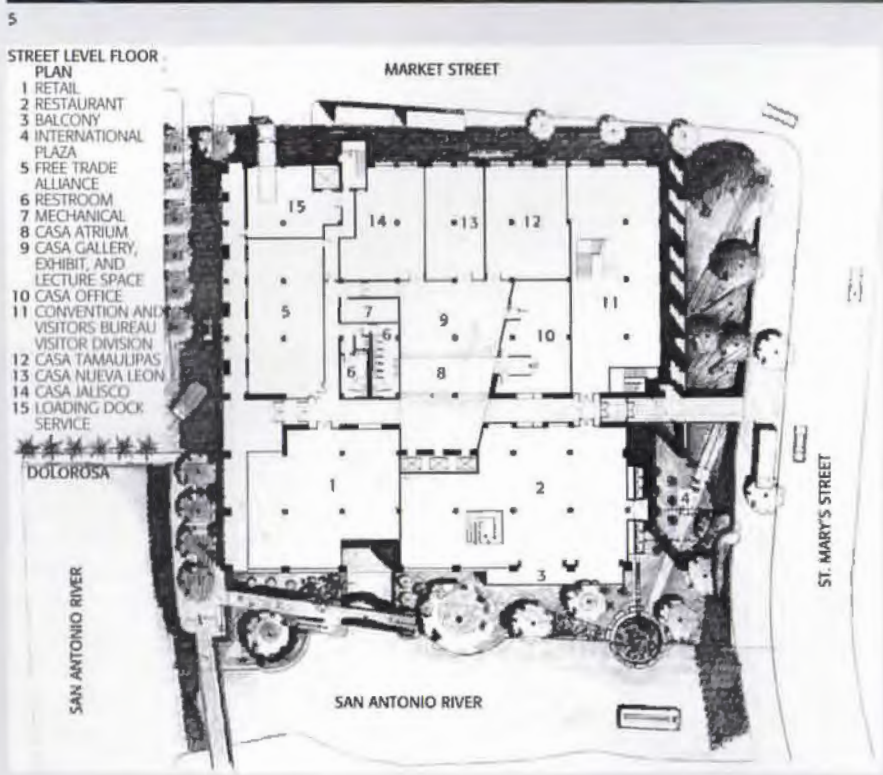 5
STREET LEVEL FLOOR
PLAN
1 RETAIL
2 RESTAURANT
3 BALCONY
4 INTERNATIONAL
PLAZA
5 FREE TRADE
ALLIANCE
6 RESTROOM
7 MECHANICAL
8 CASA ATRIUM
9 CASA GALLERY,
EXHIBIT, AND
LECTURE SPACE
10 CASA OFFICE
11 CONVENTION AND
VISITORS BUREAU
VISITOR DIVISION
12 CASA TAMAULIPAS
13 CASA NUEVA LEON
14 CASA JALISCO
15 LOADING DOCK
SERVICE
MARKET STREET
15
14
13
12
11
5
7
9
6
10
6
8
DOLOROSA
1
2
4
3
ST. MARY'S STREET
SAN ANTONIO RIVER
SAN ANTONIO RIVER